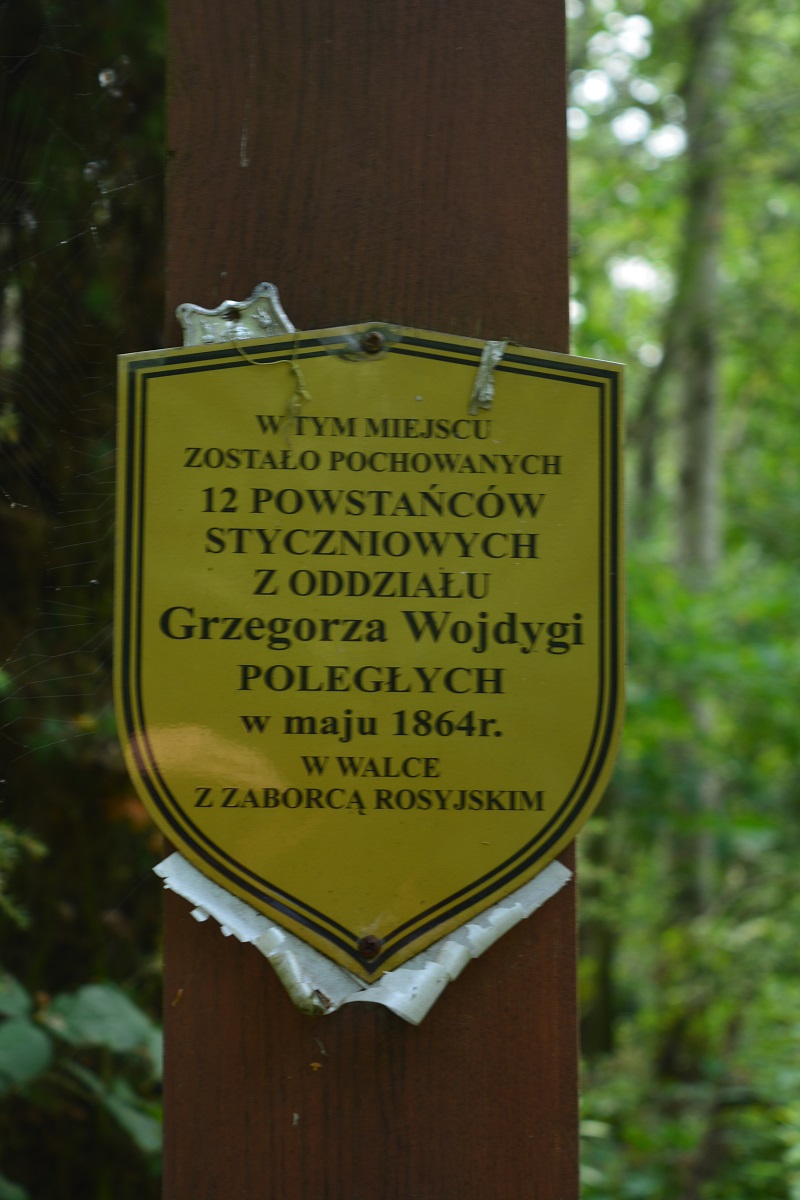 W TYM MIEJSCU
ZOSTAŁO POCHOWANYCH
12 POWSTAŃCÓW
STYCZNIOWYCH
Z ODDZIAŁU
Grzegorza Wojdygi
POLEGŁYCH
w maju 1864r.
W WALCE
Z ZABORCĄ ROSYJSKIM